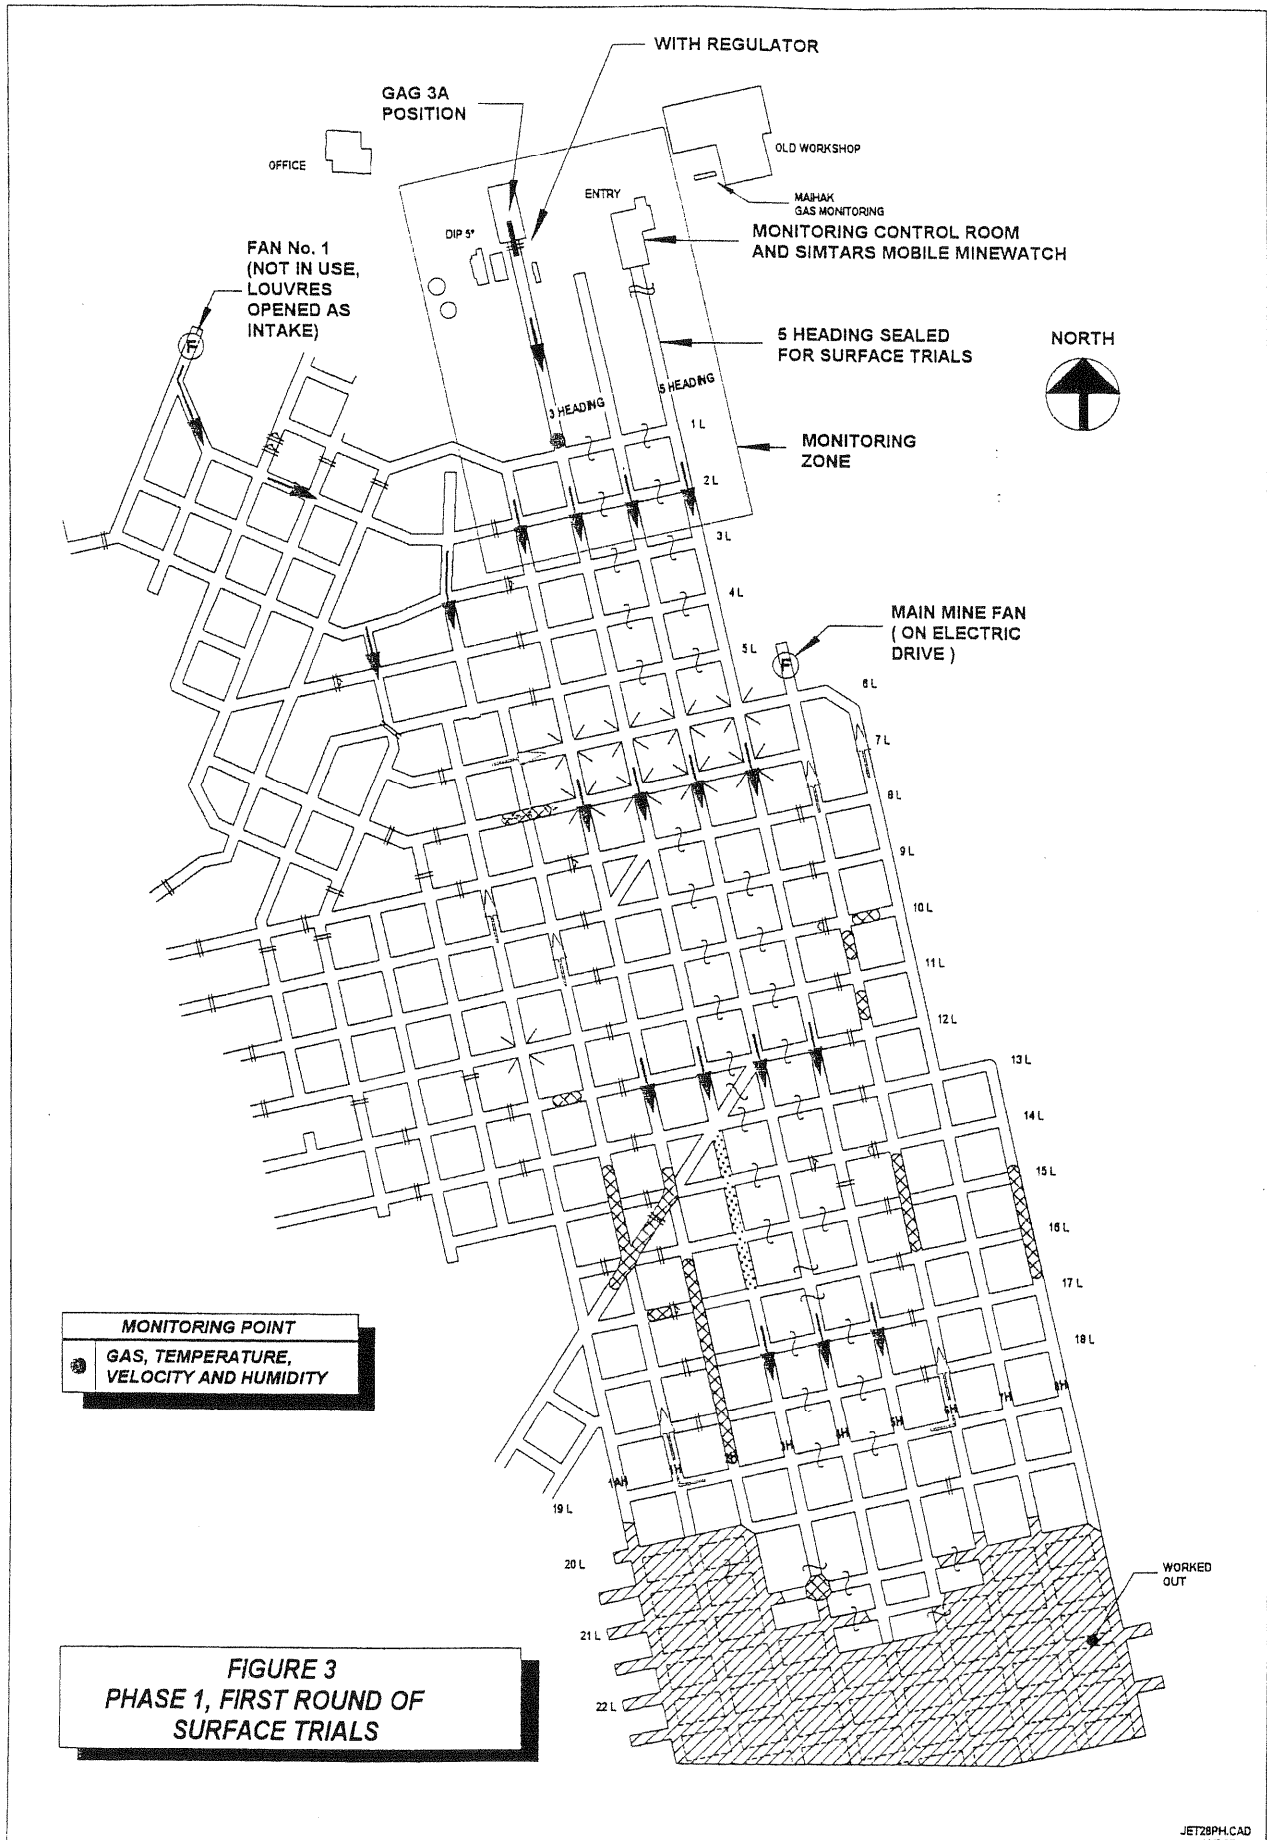 WITH REGULATOR
GAG 3A
POSITION
OFFICE
OLD WORKSHOP
ENTRY
MAIHAK
GAS MONITORING
DIP 5°
MONITORING CONTROL ROOM
AND SIMTARS MOBILE MINEWATCH
FAN No. 1
(NOT IN USE,
LOUVRES
OPENED AS
INTAKE)
F
5 HEADING SEALED
FOR SURFACE TRIALS
NORTH
5 HEADING
3 HEADING
1 L
MONITORING
ZONE
2 L
3 L
4 L
MAIN MINE FAN
( ON ELECTRIC
DRIVE )
5 L
F
6 L
7 L
8 L
9 L
10 L
11 L
12 L
13 L
14 L
15 L
16 L
17 L
18 L
MONITORING POINT
GAS, TEMPERATURE,
VELOCITY AND HUMIDITY
8H
7H
6H
5H
4H
3H
2H
1H
1AH
19 L
20 L
WORKED
OUT
21 L
22 L
FIGURE 3
PHASE 1, FIRST ROUND OF
SURFACE TRIALS
JET28PH.CAD